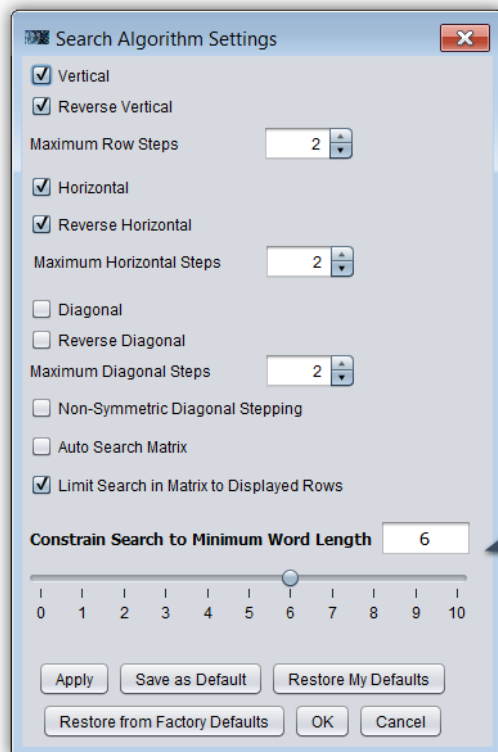 Search Algorithm Settings
Vertical
Reverse Vertical
Maximum Row Steps 2
Horizontal
Reverse Horizontal
Maximum Horizontal Steps 2
Diagonal
Reverse Diagonal
Maximum Diagonal Steps 2
Non-Symmetric Diagonal Stepping
Auto Search Matrix
Limit Search in Matrix to Displayed Rows
Constrain Search to Minimum Word Length 6
0 1 2 3 4 5 6 7 8 9 10
Apply Save as Default Restore My Defaults
Restore from Factory Defaults OK Cancel